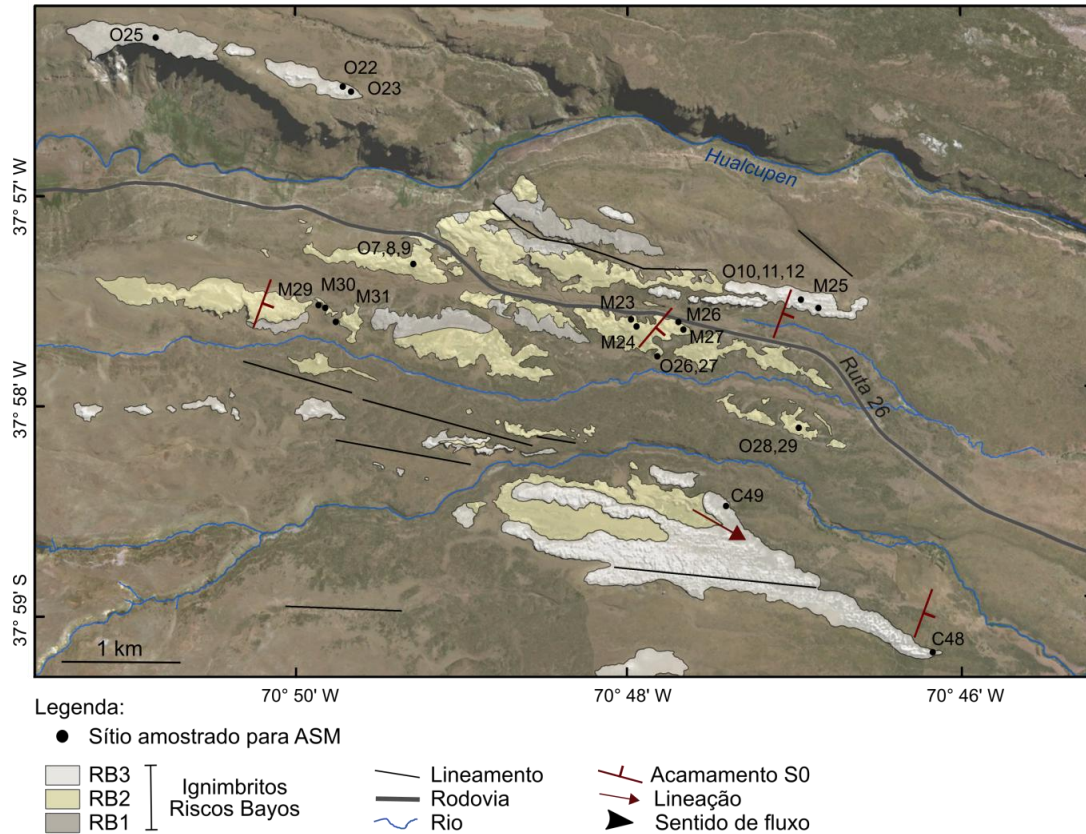 O25
O22
O23
Hualcupen
37° 57' W
O7,8,9
O10,11,12
M25
M29
M30
M31
M23
M26
M24
M27
O26,27
Ruta 26
37° 58' W
O28,29
C49
37° 59' S
C48
1 km
70° 50' W
70° 48' W
70° 46' W
Legenda:
Sítio amostrado para ASM
RB3
RB2
RB1
Ignimbritos
Riscos Bayos
Lineamento
Rodovia
Rio
Acamamento S0
Lineação
Sentido de fluxo